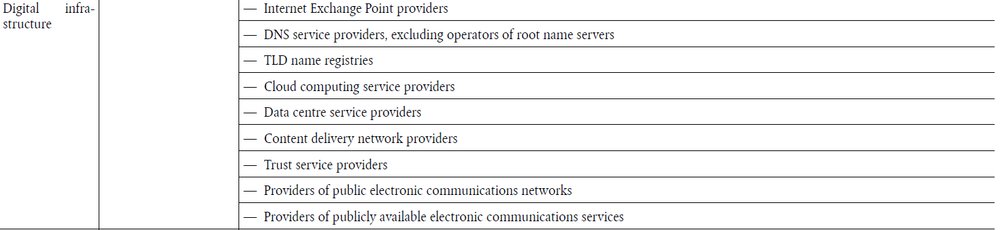 Digital infra-
structure
— Internet Exchange Point providers
— DNS service providers, excluding operators of root name servers
— TLD name registries
— Cloud computing service providers
— Data centre service providers
— Content delivery network providers
— Trust service providers
— Providers of public electronic communications networks
— Providers of publicly available electronic communications services